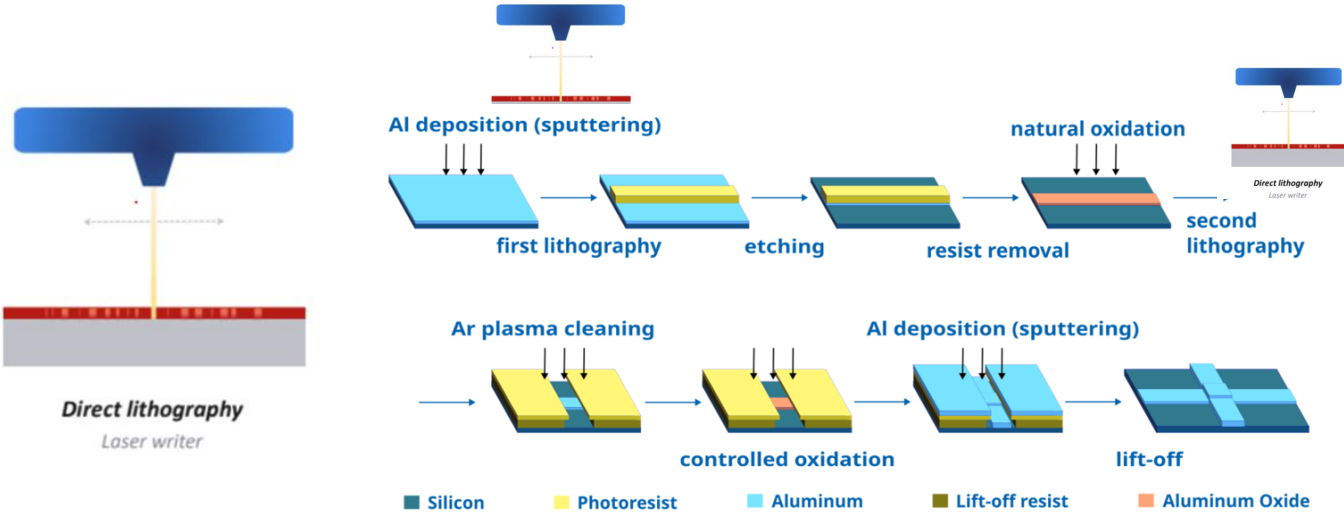 Direct lithography
Laser writer
Al deposition (sputtering)
first lithography
etching
resist removal
natural oxidation
Direct lithography
Laser writer
second
lithography
Ar plasma cleaning
controlled oxidation
Al deposition (sputtering)
lift-off
Silicon
Photoresist
Aluminum
Lift-off resist
Aluminum Oxide